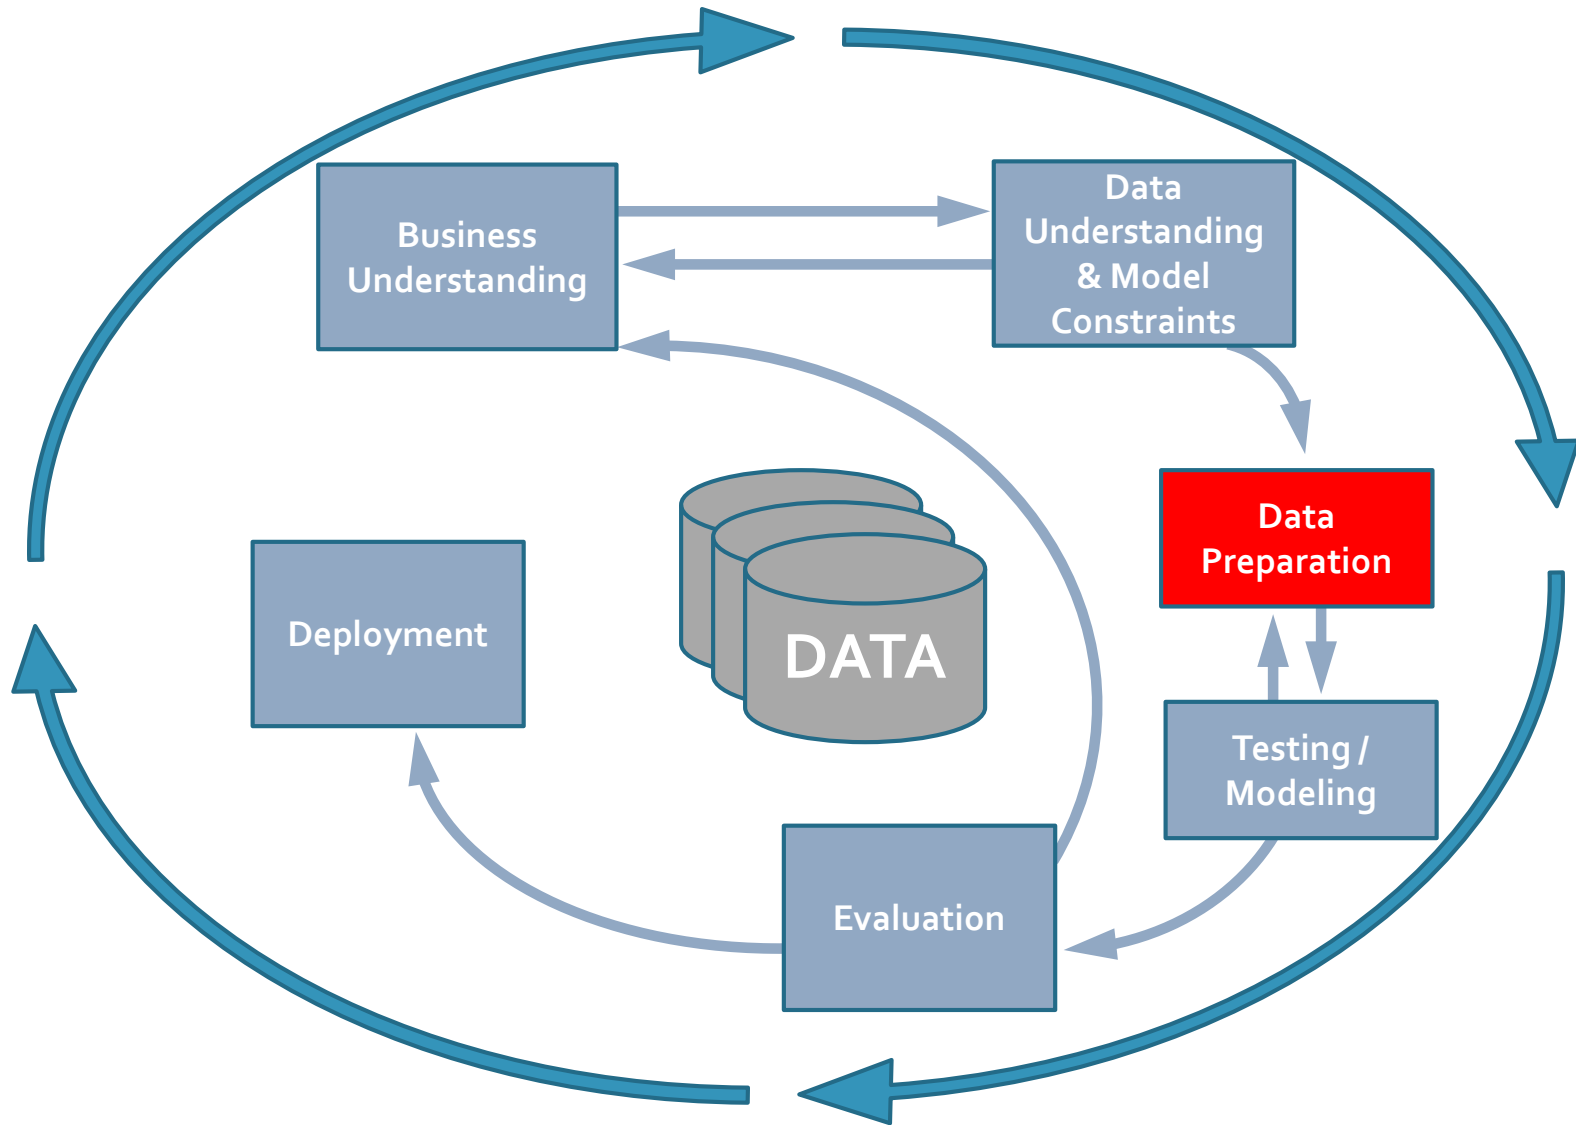 Business
Understanding
Data
Understanding
& Model
Constraints
Data
Preparation
Testing /
Modeling
Evaluation
Deployment
DATA